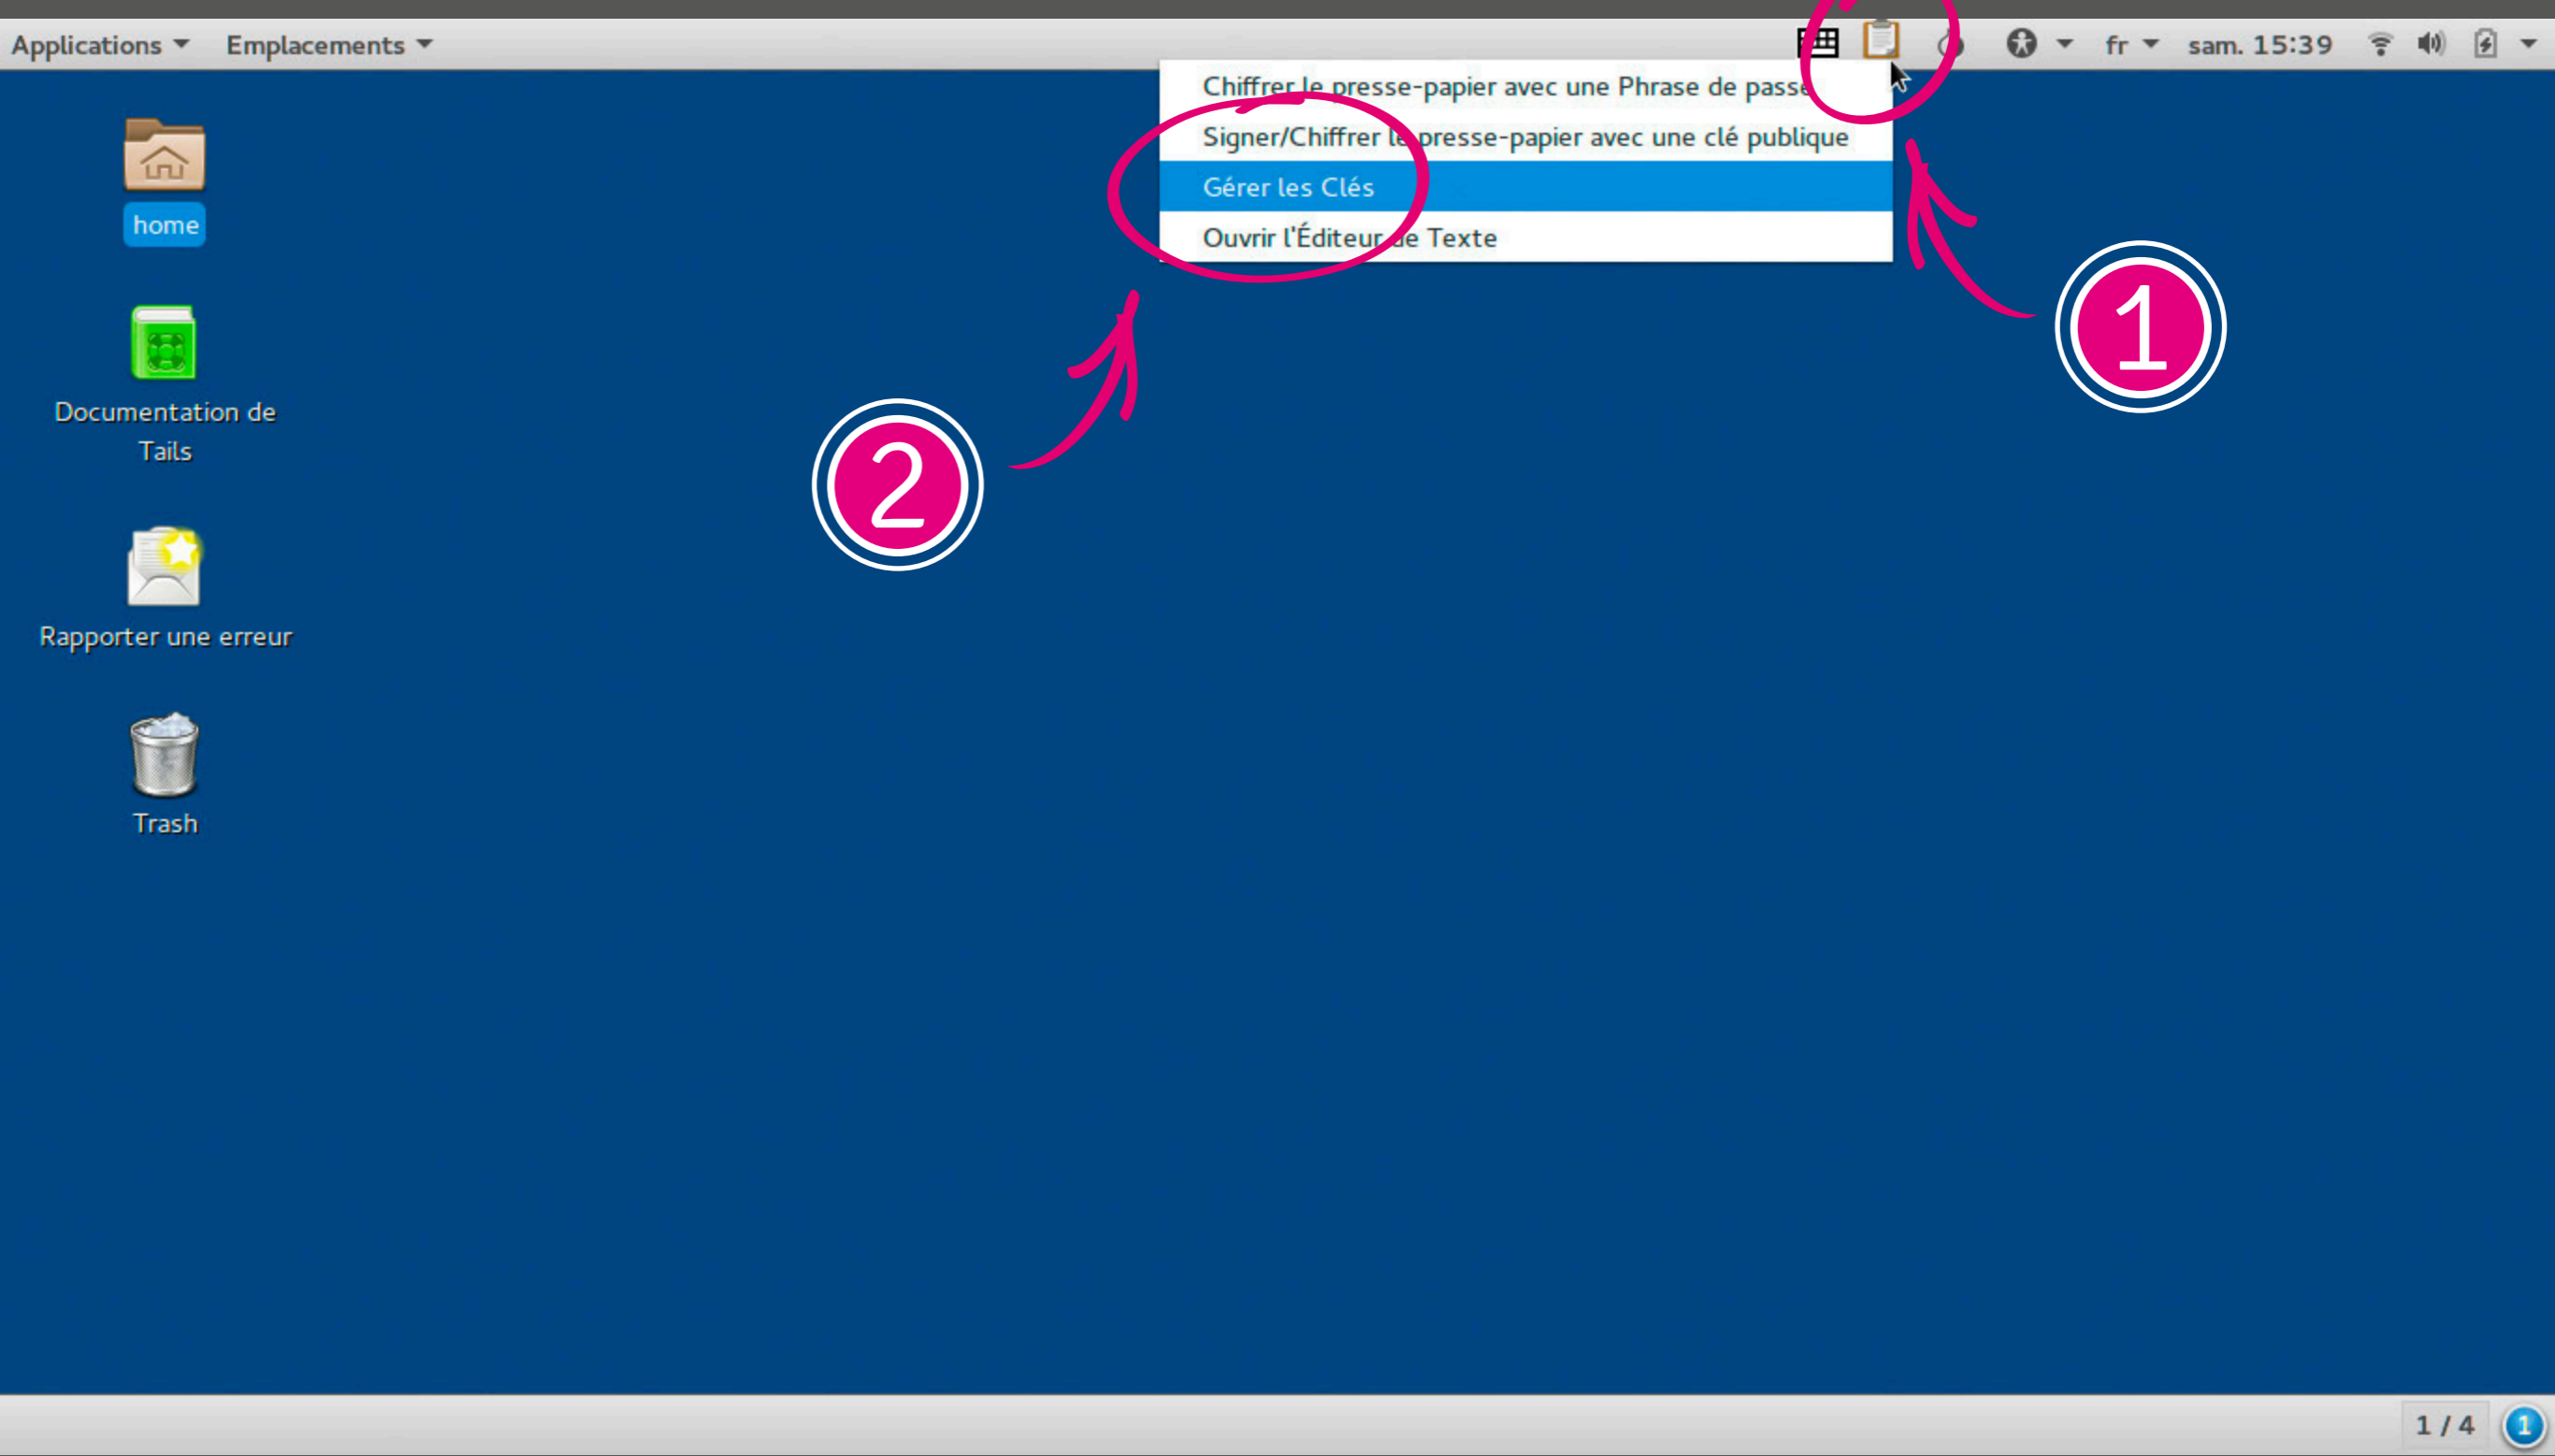 Applications Emplacements fr sam. 15:39
Chiffrer le presse-papier avec une Phrase de passe
Signer/Chiffrer le presse-papier avec une clé publique
Gérer les Clés
Ouvrir l'Éditeur de Texte
home
1
Documentation de
Tails
2
Rapporter une erreur
Trash
1 / 4 1